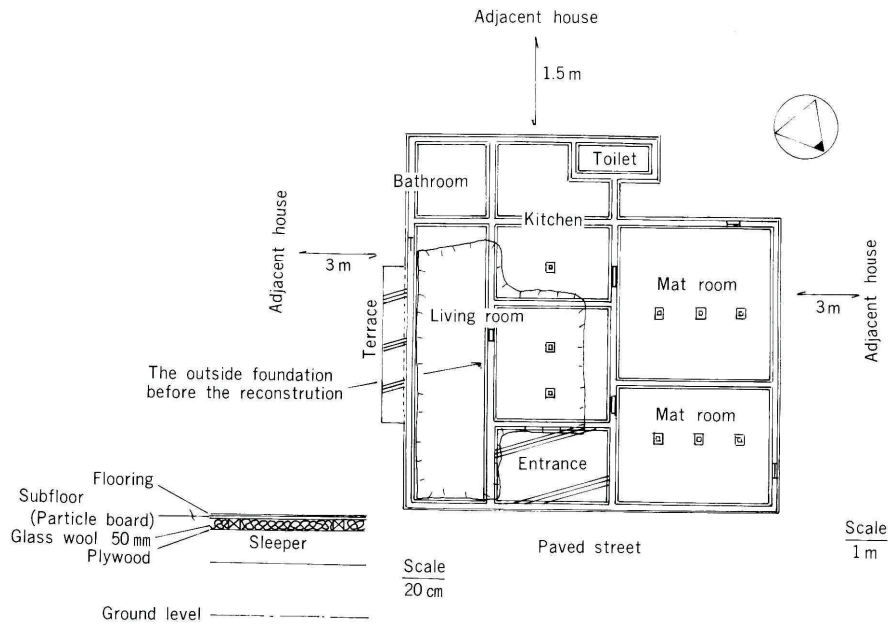 Adjacent house
1.5 m
Toilet
Bathroom
Kitchen
Adjacent house
3 m
Mat room
3 m
Adjacent house
Terrace
Living room
The outside foundation
before the reconstrution
Mat room
Entrance
Flooring
Subfloor
(Particle board)
Glass wool 50 mm
Plywood
Sleeper
Paved street
Scale
1 m
Scale
20 cm
Ground level